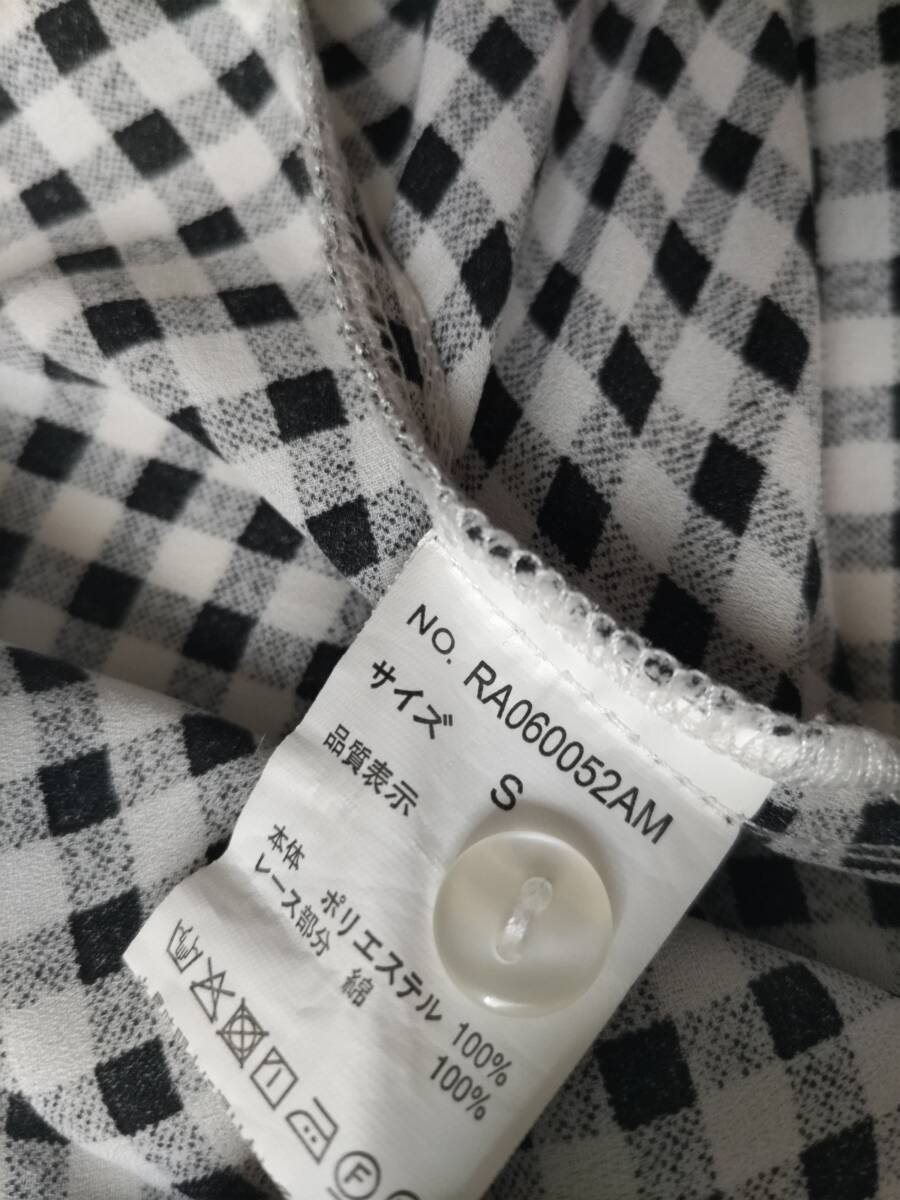 NO. RA060052AM
サイズ S
品質表示
本体 ポリエステル 100%
レース部分 綿 100%
F